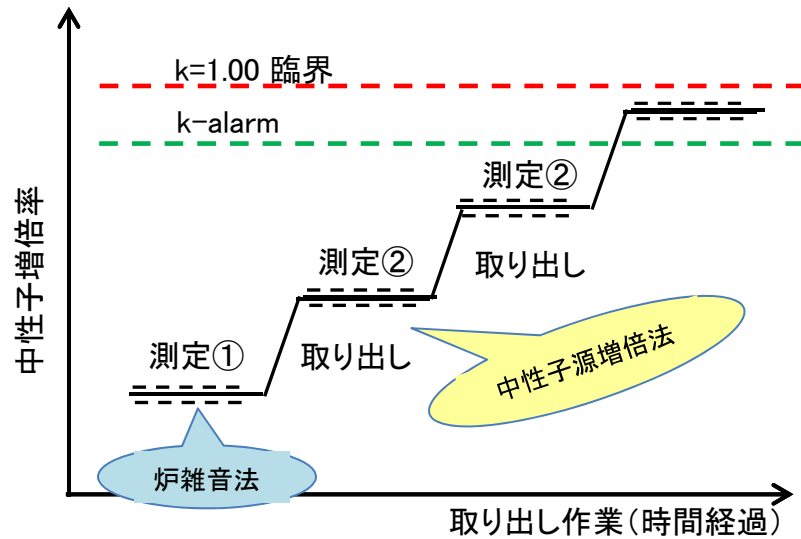 k=1.00 臨界
k-alarm
測定②
測定②
取り出し
測定①
取り出し
中性子源増倍法
炉雑音法
中性子増倍率
取り出し作業(時間経過)